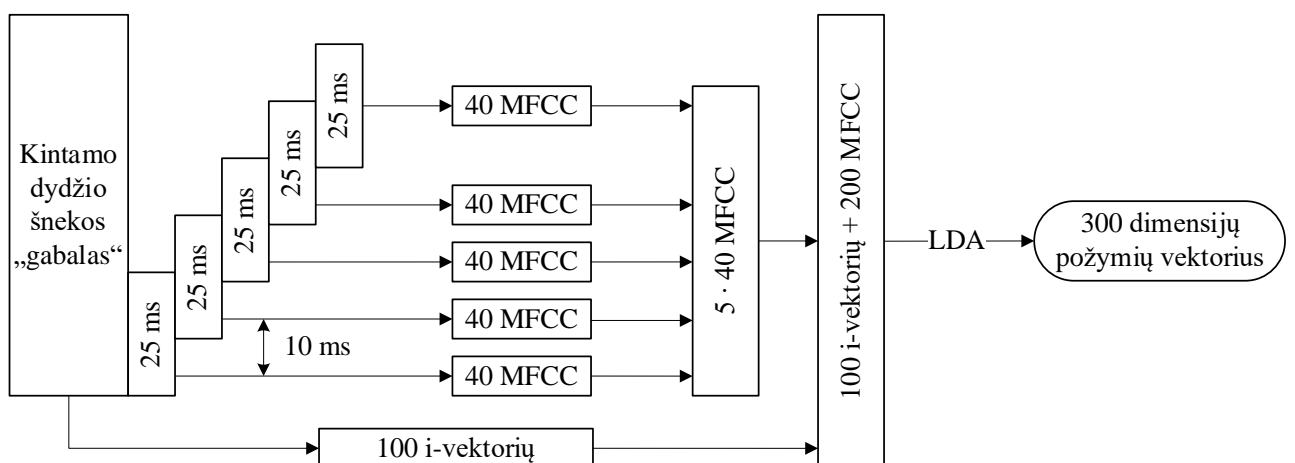 Kintamo
dydžio
šnekos
„gabalas“
25 ms
25 ms
25 ms
25 ms
25 ms
10 ms
40 MFCC
40 MFCC
40 MFCC
40 MFCC
40 MFCC
5 · 40 MFCC
100 i-vektorių
100 i-vektorių + 200 MFCC
LDA
300 dimensijų
požymių vektorius